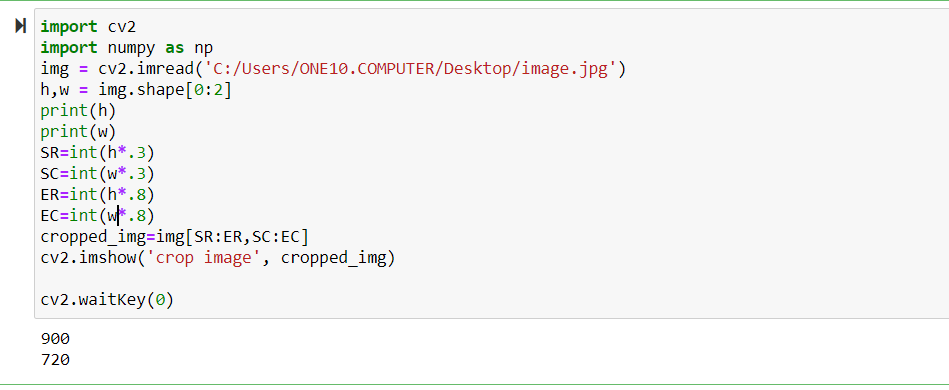 import cv2
import numpy as np
img = cv2.imread('C:/Users/ONE10.COMPUTER/Desktop/image.jpg')
h,w = img.shape[0:2]
print(h)
print(w)
SR=int(h*.3)
SC=int(w*.3)
ER=int(h*.8)
EC=int(w*.8)
cropped_img=img[SR:ER,SC:EC]
cv2.imshow('crop image', cropped_img)
cv2.waitKey(0)
900
720